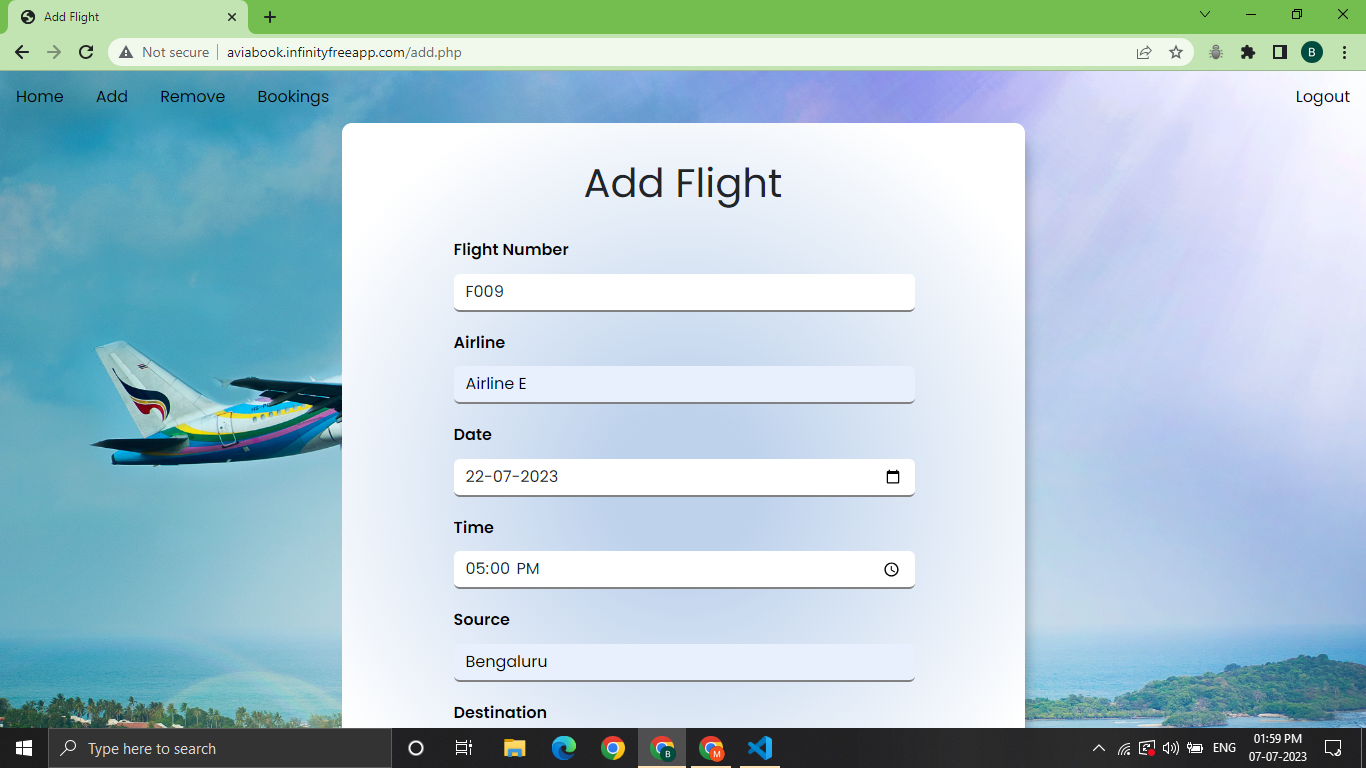 Add Flight
Not secure
aviabook.infinityfreeapp.com/add.php
B
Home Add Remove Bookings Logout
Add Flight
Flight Number
F009
Airline
Airline E
Date
22-07-2023
Time
05:00 PM
Source
Bengaluru
Destination
Type here to search
B
M
ENG
01:59 PM
07-07-2023